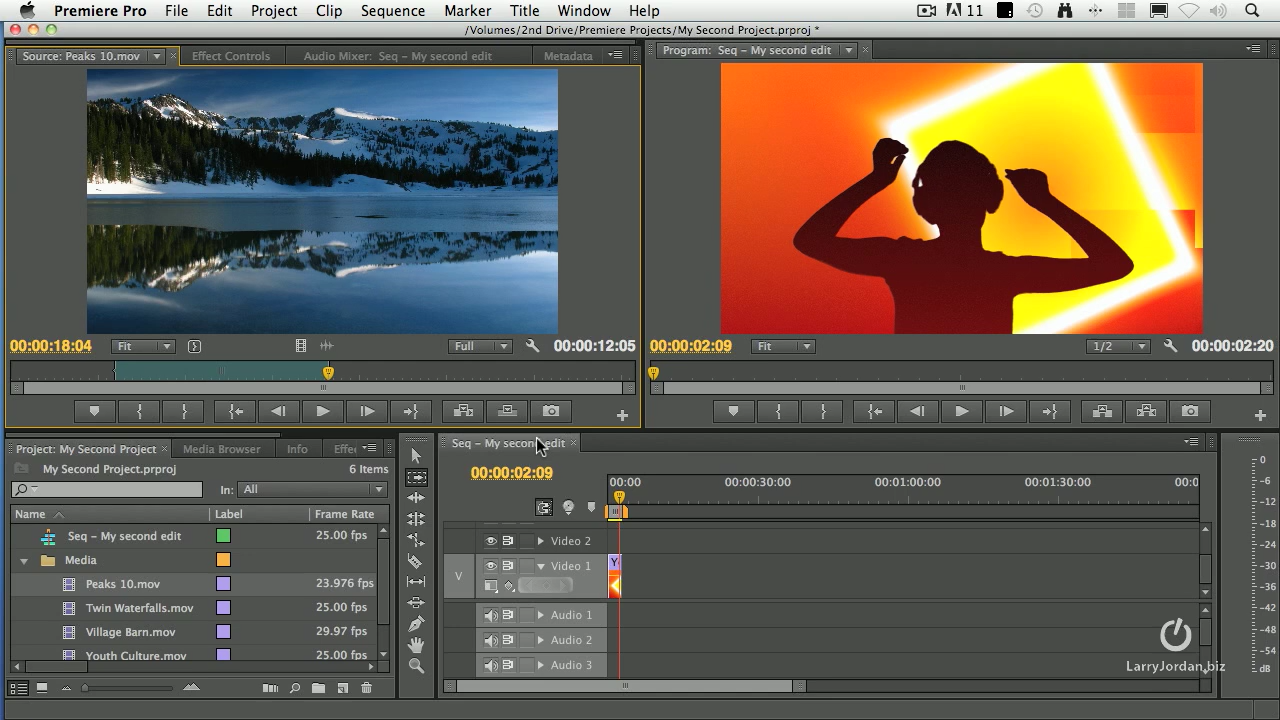 Premiere Pro File Edit Project Clip Sequence Marker Title Window Help 11
/Volumes/2nd Drive/Premiere Projects/My Second Project.prproj *
Source: Peaks 10.mov Effect Controls Audio Mixer: Seq – My second edit Metadata
Program: Seq – My second edit
00:00:18:04 Fit Full 00:00:12:05
00:00:02:09 Fit 1/2 00:00:02:20
Project: My Second Project Media Browser Info Effe
My Second Project.prproj 6 Items
In: All
Name Label Frame Rate
Seq – My second edit 25.00 fps
Media
Peaks 10.mov 23.976 fps
Twin Waterfalls.mov 25.00 fps
Village Barn.mov 29.97 fps
Youth Culture.mov 25.00 fps
Seq – My second edit
00:00:02:09
00:00 00:00:30:00 00:01:00:00 00:01:30:00 00:0
Video 2
V Video 1
Y
Audio 1
Audio 2
Audio 3
0
-6
-12
-18
-24
-30
-36
-42
-48
-54
dB
LarryJordan.biz